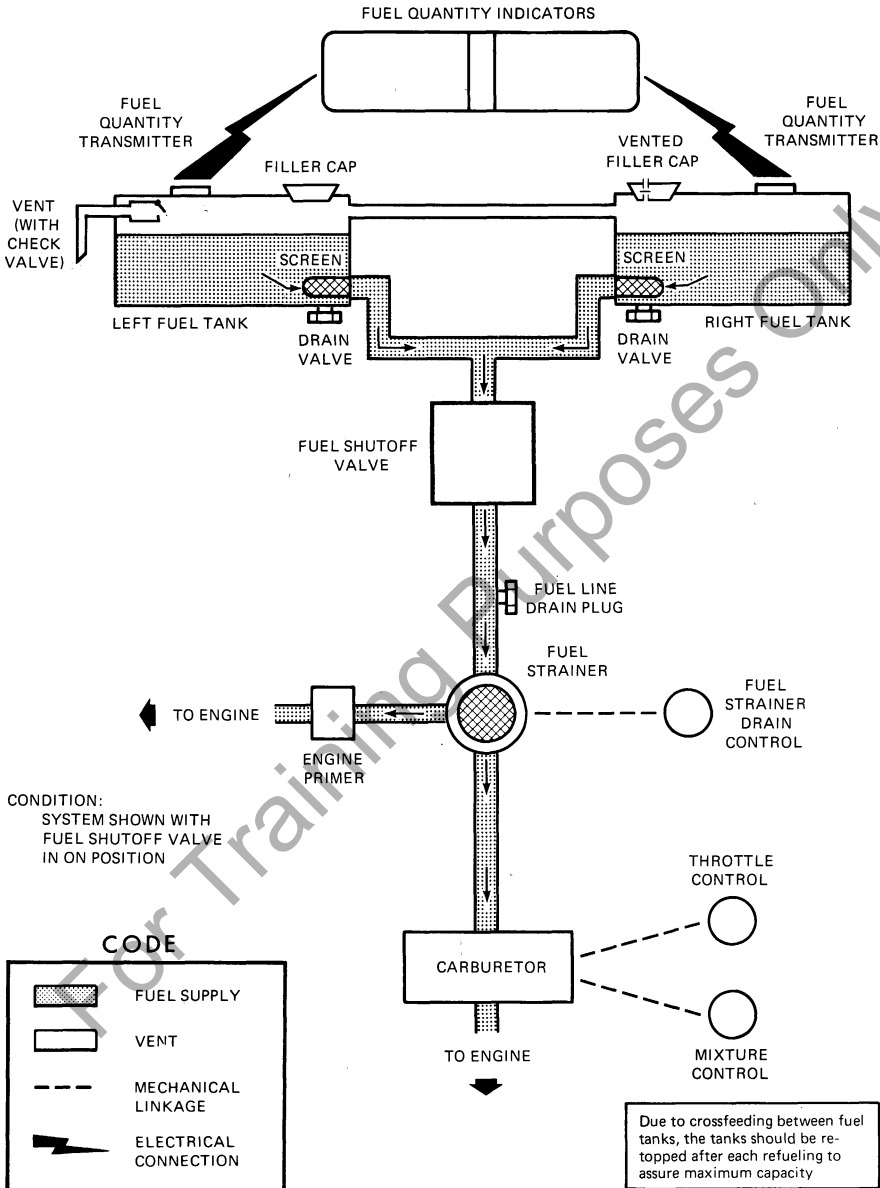 FUEL QUANTITY INDICATORS
FUEL
QUANTITY
TRANSMITTER
FUEL
QUANTITY
TRANSMITTER
FILLER CAP
VENTED
FILLER CAP
VENT
(WITH
CHECK
VALVE)
SCREEN
SCREEN
LEFT FUEL TANK
DRAIN
VALVE
DRAIN
VALVE
RIGHT FUEL TANK
FUEL SHUTOFF
VALVE
FUEL LINE
DRAIN PLUG
FUEL
STRAINER
TO ENGINE
ENGINE
PRIMER
FUEL
STRAINER
DRAIN
CONTROL
CONDITION:
SYSTEM SHOWN WITH
FUEL SHUTOFF VALVE
IN ON POSITION
THROTTLE
CONTROL
CARBURETOR
TO ENGINE
MIXTURE
CONTROL
CODE
FUEL SUPPLY
VENT
MECHANICAL
LINKAGE
ELECTRICAL
CONNECTION
Due to crossfeeding between fuel
tanks, the tanks should be re-
topped after each refueling to
assure maximum capacity
For Training Purposes Only